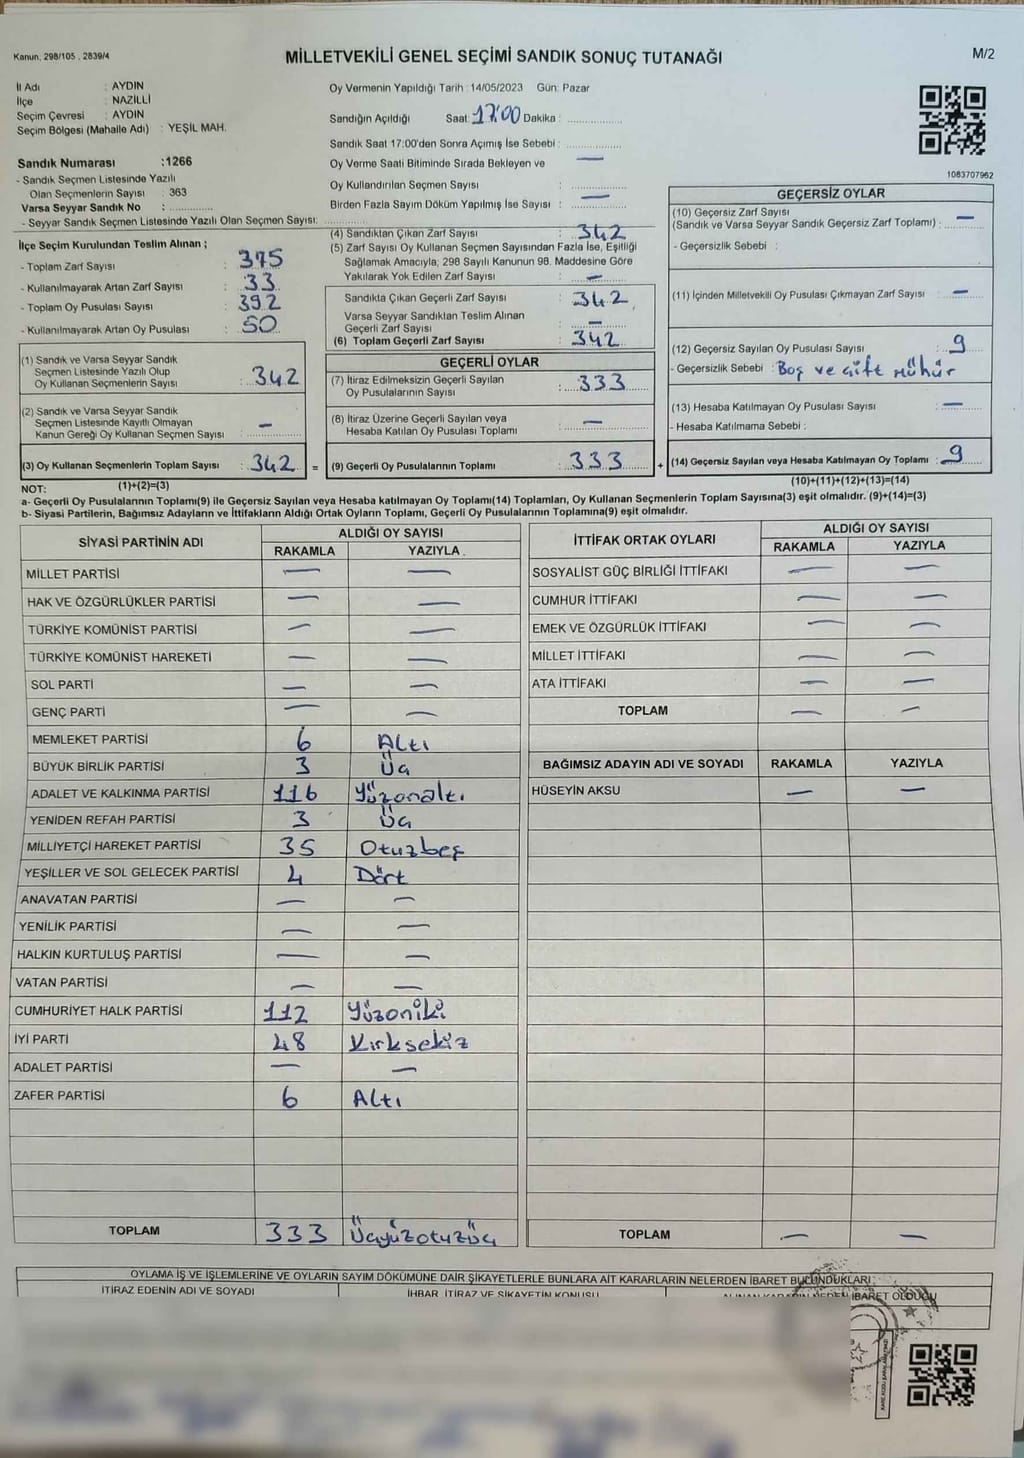 Kanun, 298/105 , 2839/4
MİLLETVEKİLİ GENEL SEÇİMİ SANDIK SONUÇ TUTANAĞI
M/2
İl Adı : AYDIN
İlçe : NAZİLLİ
Seçim Çevresi : AYDIN
Seçim Bölgesi (Mahalle Adı) : YEŞİL MAH.
Sandık Numarası :1266
- Sandık Seçmen Listesinde Yazılı
Olan Seçmenlerin Sayısı : 363
Varsa Seyyar Sandık No : ..............
- Seyyar Sandık Seçmen Listesinde Yazılı Olan Seçmen Sayısı: ..............
Oy Vermenin Yapıldığı Tarih : 14/05/2023 Gün: Pazar
Sandığın Açıldığı Saat: 17:00 Dakika : ..............
Sandık Saat 17:00'den Sonra Açımış İse Sebebi : ..............
Oy Verme Saati Bitiminde Sırada Bekleyen ve —
Oy Kullandırılan Seçmen Sayısı : ..............
Birden Fazla Sayım Döküm Yapılmış İse Sayısı : —
1083707962
İlçe Seçim Kurulundan Teslim Alınan ;
- Toplam Zarf Sayısı : 375
- Kullanılmayarak Artan Zarf Sayısı : 33
- Toplam Oy Pusulası Sayısı : 392
- Kullanılmayarak Artan Oy Pusulası : 50
(4) Sandıktan Çıkan Zarf Sayısı : 342
(5) Zarf Sayısı Oy Kullanan Seçmen Sayısından Fazla İse, Eşitliği
Sağlamak Amacıyla, 298 Sayılı Kanunun 98. Maddesine Göre
Yakılarak Yok Edilen Zarf Sayısı : —
Sandıkta Çıkan Geçerli Zarf Sayısı : 342
Varsa Seyyar Sandıktan Teslim Alınan
Geçerli Zarf Sayısı : —
(6) Toplam Geçerli Zarf Sayısı : 342
GEÇERSİZ OYLAR
(10) Geçersiz Zarf Sayısı
(Sandık ve Varsa Seyyar Sandık Geçersiz Zarf Toplamı) : —
- Geçersizlik Sebebi :
(11) İçinden Milletvekili Oy Pusulası Çıkmayan Zarf Sayısı : —
(12) Geçersiz Sayılan Oy Pusulası Sayısı : 9
- Geçersizlik Sebebi : Boş ve Çift Mühür
(13) Hesaba Katılmayan Oy Pusulası Sayısı : —
- Hesaba Katılmama Sebebi :
(14) Geçersiz Sayılan veya Hesaba Katılmayan Oy Toplamı : 9
(10)+(11)+(12)+(13)=(14)
(1) Sandık ve Varsa Seyyar Sandık
Seçmen Listesinde Yazılı Olup
Oy Kullanan Seçmenlerin Sayısı : 342
(2) Sandık ve Varsa Seyyar Sandık
Seçmen Listesinde Kayıtlı Olmayan
Kanun Gereği Oy Kullanan Seçmen Sayısı : —
(3) Oy Kullanan Seçmenlerin Toplam Sayısı : 342 =
GEÇERLİ OYLAR
(7) İtiraz Edilmeksizin Geçerli Sayılan
Oy Pusulalarının Sayısı : 333
(8) İtiraz Üzerine Geçerli Sayılan veya
Hesaba Katılan Oy Pusulası Toplamı : —
(9) Geçerli Oy Pusulalarının Toplamı : 333 +
NOT: (1)+(2)=(3)
a- Geçerli Oy Pusulalarının Toplamı(9) ile Geçersiz Sayılan veya Hesaba katılmayan Oy Toplamı(14) Toplamları, Oy Kullanan Seçmenlerin Toplam Sayısına(3) eşit olmalıdır. (9)+(14)=(3)
b- Siyasi Partilerin, Bağımsız Adayların ve İttifakların Aldığı Ortak Oyların Toplamı, Geçerli Oy Pusulalarının Toplamına(9) eşit olmalıdır.
SİYASİ PARTİNİN ADI ALDIĞI OY SAYISI
RAKAMLA YAZIYLA
MİLLET PARTİSİ — —
HAK VE ÖZGÜRLÜKLER PARTİSİ — —
TÜRKİYE KOMÜNİST PARTİSİ — —
TÜRKİYE KOMÜNİST HAREKETİ — —
SOL PARTİ — —
GENÇ PARTİ — —
MEMLEKET PARTİSİ 6 Altı
BÜYÜK BİRLİK PARTİSİ 3 Üç
ADALET VE KALKINMA PARTİSİ 116 Yüzonaltı
YENİDEN REFAH PARTİSİ 3 Üç
MİLLİYETÇİ HAREKET PARTİSİ 35 Otuzbeş
YEŞİLLER VE SOL GELECEK PARTİSİ 4 Dört
ANAVATAN PARTİSİ — —
YENİLİK PARTİSİ — —
HALKIN KURTULUŞ PARTİSİ — —
VATAN PARTİSİ — —
CUMHURİYET HALK PARTİSİ 112 Yüzoniki
İYİ PARTİ 48 Kırksekiz
ADALET PARTİSİ — —
ZAFER PARTİSİ 6 Altı
TOPLAM 333 Üçyüzotuzüç
İTTİFAK ORTAK OYLARI ALDIĞI OY SAYISI
RAKAMLA YAZIYLA
SOSYALİST GÜÇ BİRLİĞİ İTTİFAKI — —
CUMHUR İTTİFAKI — —
EMEK VE ÖZGÜRLÜK İTTİFAKI — —
MİLLET İTTİFAKI — —
ATA İTTİFAKI — —
TOPLAM — —
BAĞIMSIZ ADAYIN ADI VE SOYADI RAKAMLA YAZIYLA
HÜSEYİN AKSU — —
TOPLAM — —
OYLAMA İŞ VE İŞLEMLERİNE VE OYLARIN SAYIM DÖKÜMÜNE DAİR ŞİKAYETLERLE BUNLARA AİT KARARLARIN NELERDEN İBARET BULUNDUKLARI
İTİRAZ EDENİN ADI VE SOYADI İHBAR, İTİRAZ VE ŞİKAYETİN KONUSU ALINAN KARARIN NEDEN İBARET OLDUĞU